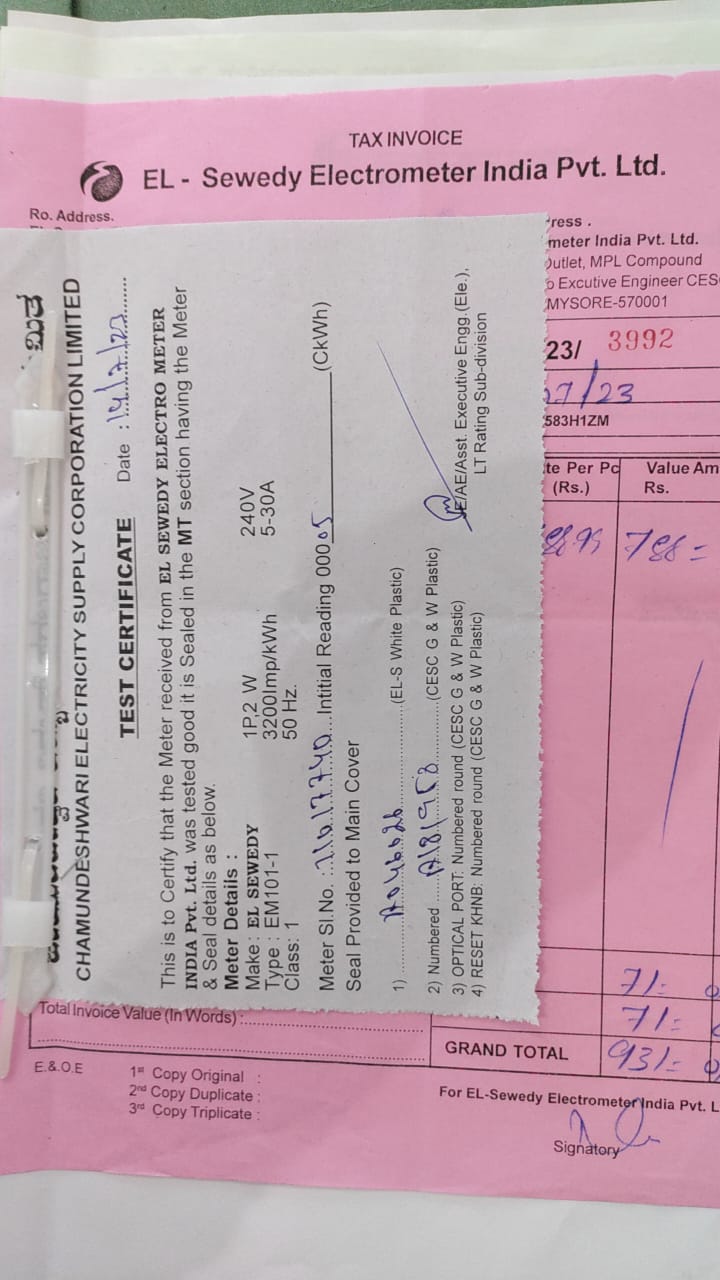 TAX INVOICE
EL - Sewedy Electrometer India Pvt. Ltd.
Ro. Address.
ress .
meter India Pvt. Ltd.
Outlet, MPL Compound
o Excutive Engineer CES
MYSORE-570001
23/ 3992
07/23
583H1ZM
te Per Pc
(Rs.)
Value Am
Rs.
788=
71=
71=
GRAND TOTAL 931=
Total Invoice Value (In Words) :
E.&.O.E
1st Copy Original :
2nd Copy Duplicate :
3rd Copy Triplicate :
For EL-Sewedy Electrometer India Pvt. L
Signatory
CHAMUNDESHWARI ELECTRICITY SUPPLY CORPORATION LIMITED
TEST CERTIFICATE Date : 14/7/23
This is to Certify that the Meter received from EL SEWEDY ELECTRO METER
INDIA Pvt. Ltd. was tested good it is Sealed in the MT section having the Meter
& Seal details as below.
Meter Details :
Make : EL SEWEDY 1P,2 W 240V
Type : EM101-1 3200Imp/kWh 5-30A
Class: 1 50 Hz.
Meter Sl.No. : Intitial Reading 00005 (CkWh)
Seal Provided to Main Cover
1) (EL-S White Plastic)
2) Numbered (CESC G & W Plastic)
3) OPTICAL PORT: Numbered round (CESC G & W Plastic)
4) RESET KHNB: Numbered round (CESC G & W Plastic)
JE/AE/Asst. Executive Engg.(Ele.),
LT Rating Sub-division